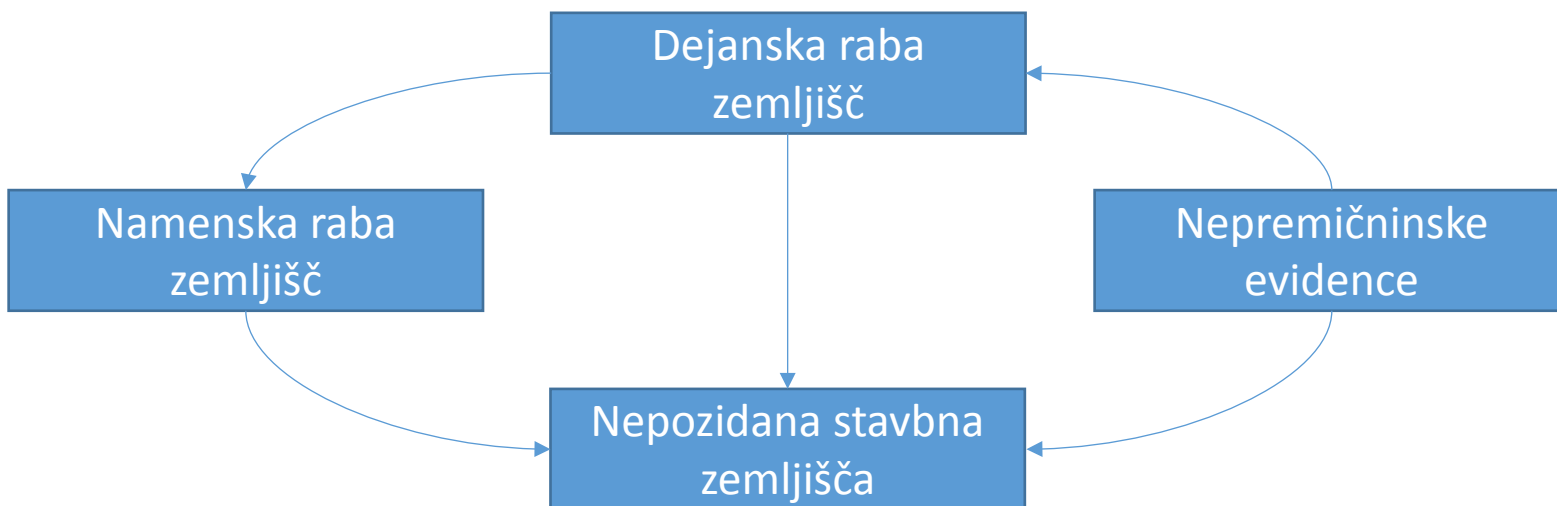 Dejanska raba
zemljišč
Namenska raba
zemljišč
Nepremičninske
evidence
Nepozidana stavbna
zemljišča